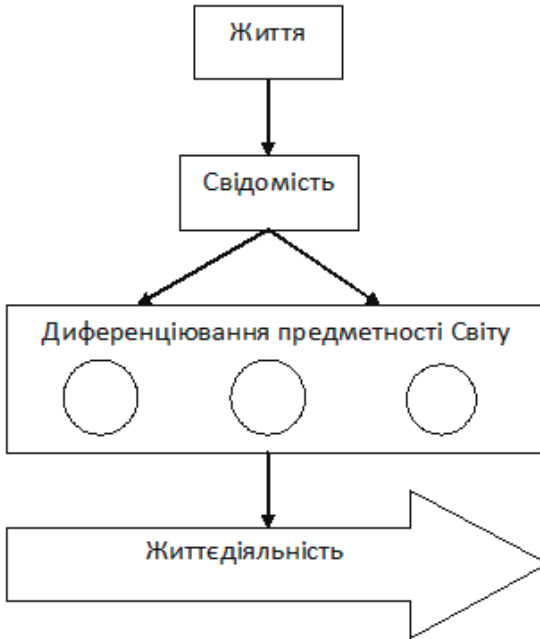 Життя
Свідомість
Диференціювання предметності Світу
Життєдіяльність